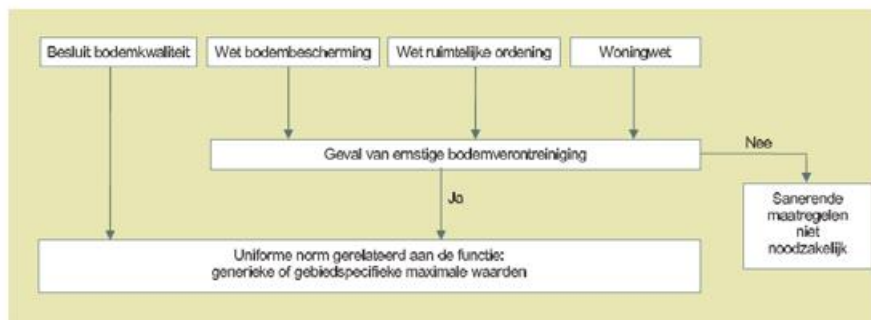 Besluit bodemkwaliteit
Wet bodembescherming
Wet ruimtelijke ordening
Woningwet
Geval van ernstige bodemverontreiniging
Nee
Ja
Sanerende
maatregelen
niet
noodzakelijk
Uniforme norm gerelateerd aan de functie:
generieke of gebiedspecifieke maximale waarden